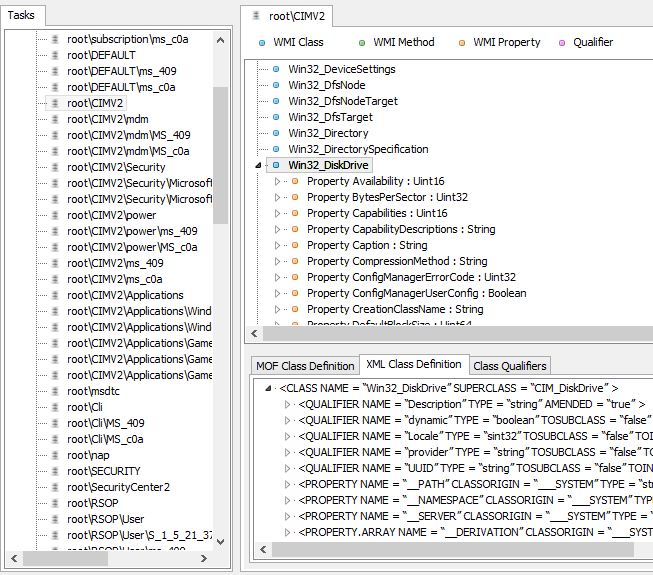 Tasks
root\subscription\ms_c0a
root\DEFAULT
root\DEFAULT\ms_409
root\DEFAULT\ms_c0a
root\CIMV2
root\CIMV2\mdm
root\CIMV2\mdm\MS_409
root\CIMV2\mdm\MS_c0a
root\CIMV2\Security
root\CIMV2\Security\Microsoft
root\CIMV2\Security\Microsoft
root\CIMV2\power
root\CIMV2\power\ms_409
root\CIMV2\power\MS_c0a
root\CIMV2\ms_409
root\CIMV2\ms_c0a
root\CIMV2\Applications
root\CIMV2\Applications\Wind
root\CIMV2\Applications\Wind
root\CIMV2\Applications\Game
root\CIMV2\Applications\Game
root\CIMV2\Applications\Game
root\msdtc
root\Cli
root\Cli\MS_409
root\Cli\MS_c0a
root\nap
root\SECURITY
root\SecurityCenter2
root\RSOP
root\RSOP\User
root\RSOP\User\S_1_5_21_37
root\RSOP\User\ms_409
root\CIMV2
WMI Class WMI Method WMI Property Qualifier
Win32_DeviceSettings
Win32_DfsNode
Win32_DfsNodeTarget
Win32_DfsTarget
Win32_Directory
Win32_DirectorySpecification
Win32_DiskDrive
Property Availability : Uint16
Property BytesPerSector : Uint32
Property Capabilities : Uint16
Property CapabilityDescriptions : String
Property Caption : String
Property CompressionMethod : String
Property ConfigManagerErrorCode : Uint32
Property ConfigManagerUserConfig : Boolean
Property CreationClassName : String
Property DefaultBlockSize : Uint64
MOF Class Definition XML Class Definition Class Qualifiers
<CLASS NAME = "Win32_DiskDrive" SUPERCLASS = "CIM_DiskDrive" >
<QUALIFIER NAME = "Description" TYPE = "string" AMENDED = "true" >
<QUALIFIER NAME = "dynamic" TYPE = "boolean" TOSUBCLASS = "false"
<QUALIFIER NAME = "Locale" TYPE = "sint32" TOSUBCLASS = "false" TOI
<QUALIFIER NAME = "provider" TYPE = "string" TOSUBCLASS = "false" TO
<QUALIFIER NAME = "UUID" TYPE = "string" TOSUBCLASS = "false" TOIN
<PROPERTY NAME = "__PATH" CLASSORIGIN = "___SYSTEM" TYPE = "str
<PROPERTY NAME = "__NAMESPACE" CLASSORIGIN = "___SYSTEM" TYP
<PROPERTY NAME = "__SERVER" CLASSORIGIN = "___SYSTEM" TYPE = "
<PROPERTY.ARRAY NAME = "__DERIVATION" CLASSORIGIN = "___SYS